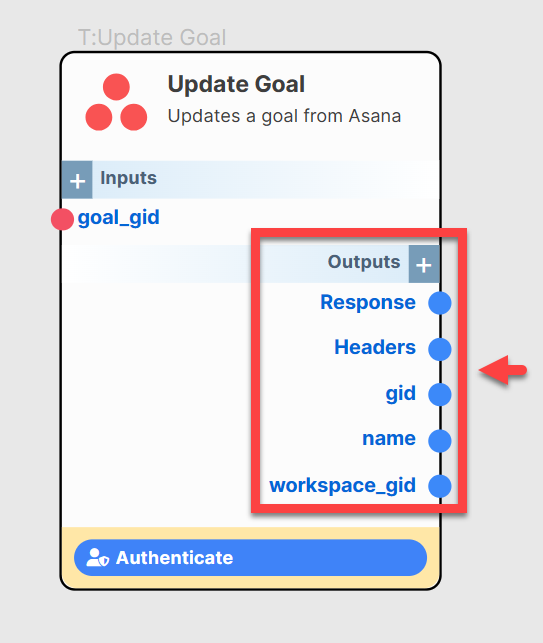 T:Update Goal
Update Goal
Updates a goal from Asana
+ Inputs
goal_gid
Outputs +
Response
Headers
gid
name
workspace_gid
Authenticate